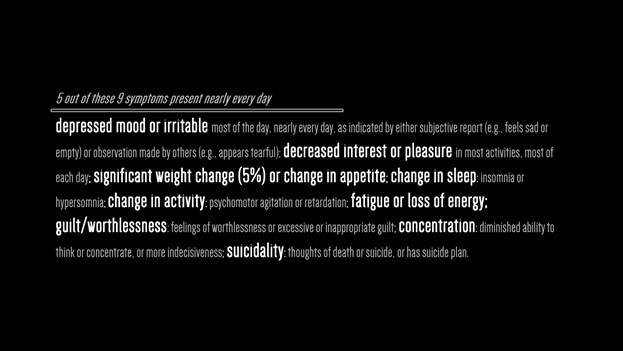 5 out of these 9 symptoms present nearly every day
depressed mood or irritable most of the day, nearly every day, as indicated by either subjective report (e.g., feels sad or
empty) or observation made by others (e.g., appears tearful); decreased interest or pleasure in most activities, most of
each day; significant weight change (5%) or change in appetite; change in sleep: insomnia or
hypersomnia; change in activity: psychomotor agitation or retardation; fatigue or loss of energy;
guilt/worthlessness: feelings of worthlessness or excessive or inappropriate guilt; concentration: diminished ability to
think or concentrate, or more indecisiveness; suicidality: thoughts of death or suicide, or has suicide plan.